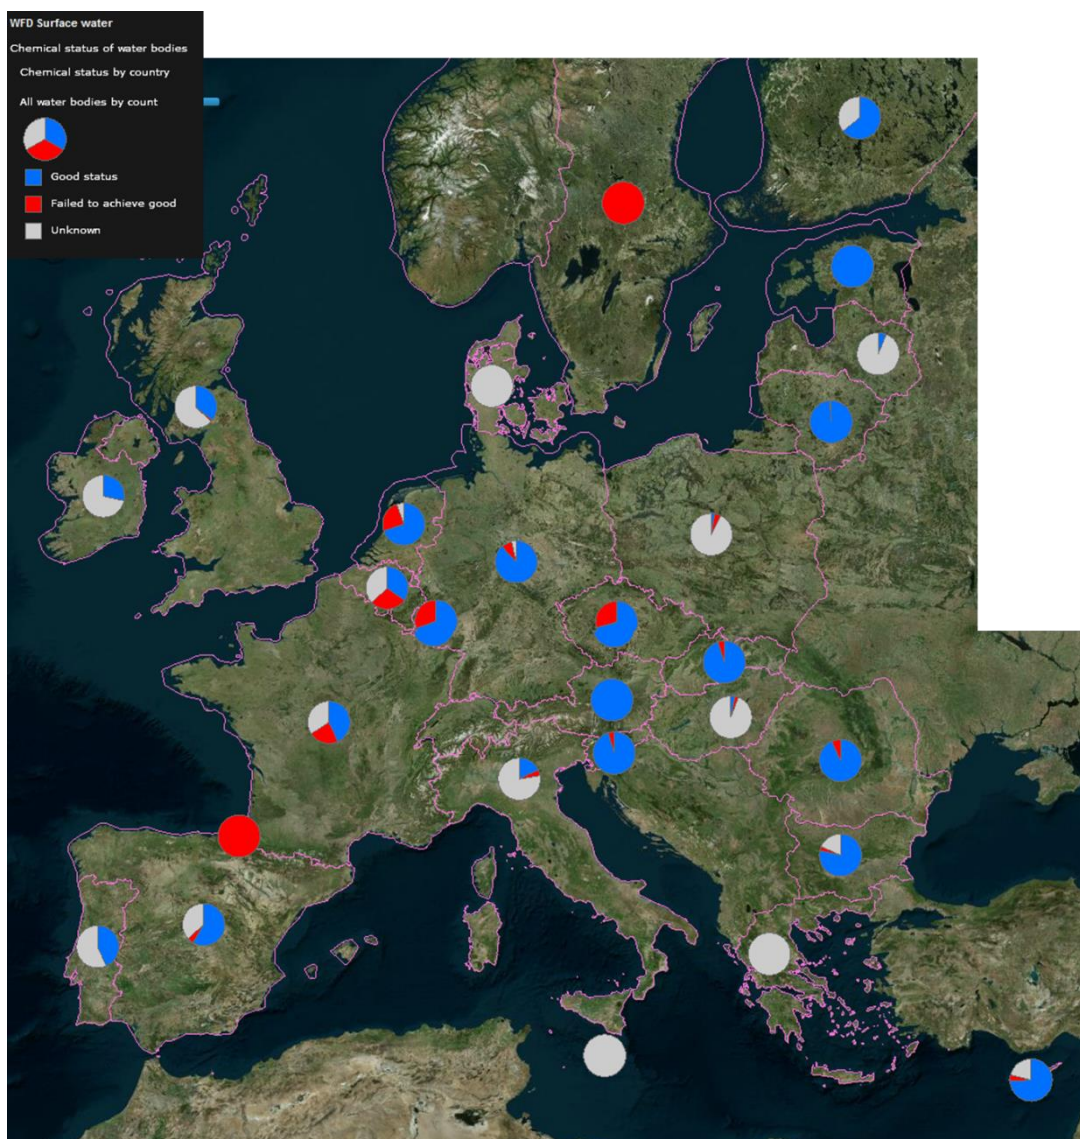 WFD Surface water
Chemical status of water bodies
Chemical status by country
All water bodies by count
Good status
Failed to achieve good
Unknown